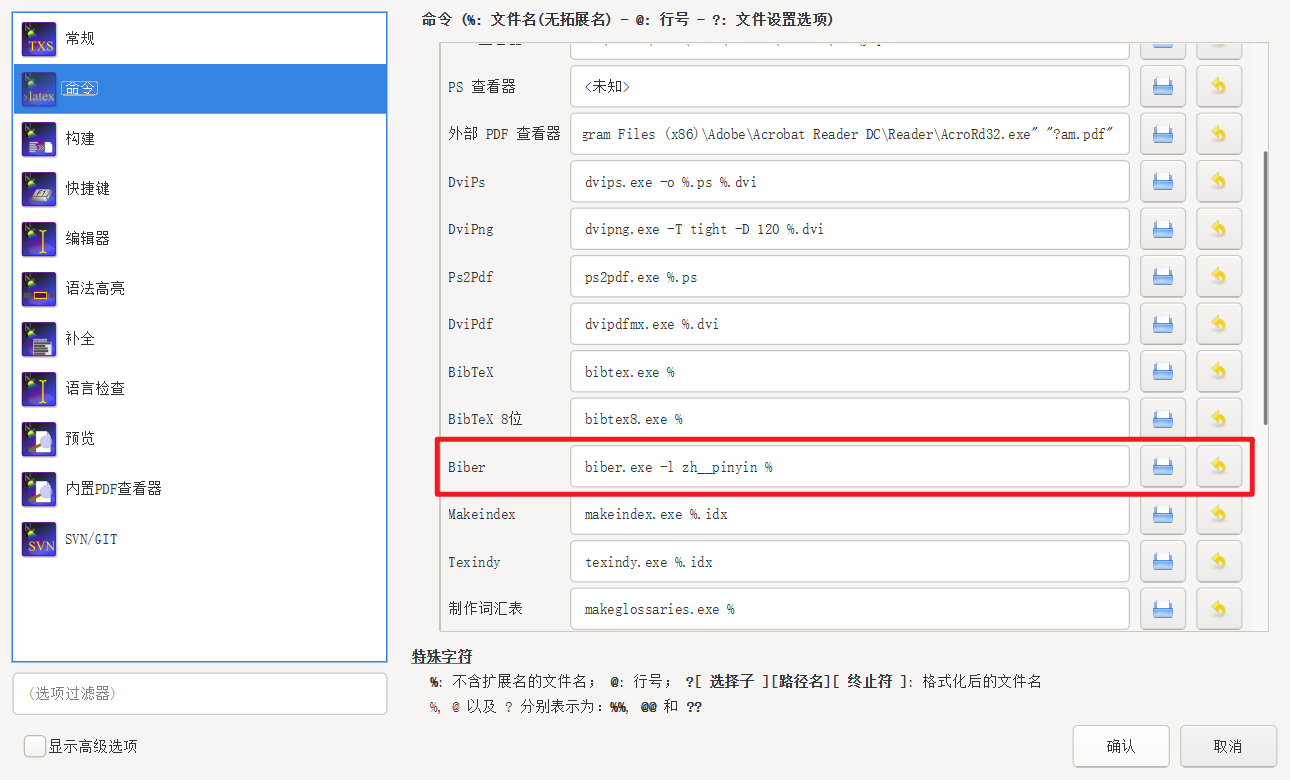 常规
命令
构建
快捷键
编辑器
语法高亮
补全
语言检查
预览
内置PDF查看器
SVN/GIT
(选项过滤器)
显示高级选项
命令 (%: 文件名(无拓展名) - @: 行号 - ?: 文件设置选项)
PS 查看器 <未知>
外部 PDF 查看器 gram Files (x86)\Adobe\Acrobat Reader DC\Reader\AcroRd32.exe" "?am.pdf"
DviPs dvips.exe -o %.ps %.dvi
DviPng dvipng.exe -T tight -D 120 %.dvi
Ps2Pdf ps2pdf.exe %.ps
DviPdf dvipdfmx.exe %.dvi
BibTeX bibtex.exe %
BibTeX 8位 bibtex8.exe %
Biber biber.exe -l zh__pinyin %
Makeindex makeindex.exe %.idx
Texindy texindy.exe %.idx
制作词汇表 makeglossaries.exe %
特殊字符
%: 不含扩展名的文件名; @: 行号; ?[ 选择子 ][路径名][ 终止符 ]: 格式化后的文件名
%, @ 以及 ? 分别表示为: %%, @@ 和 ??
确认
取消